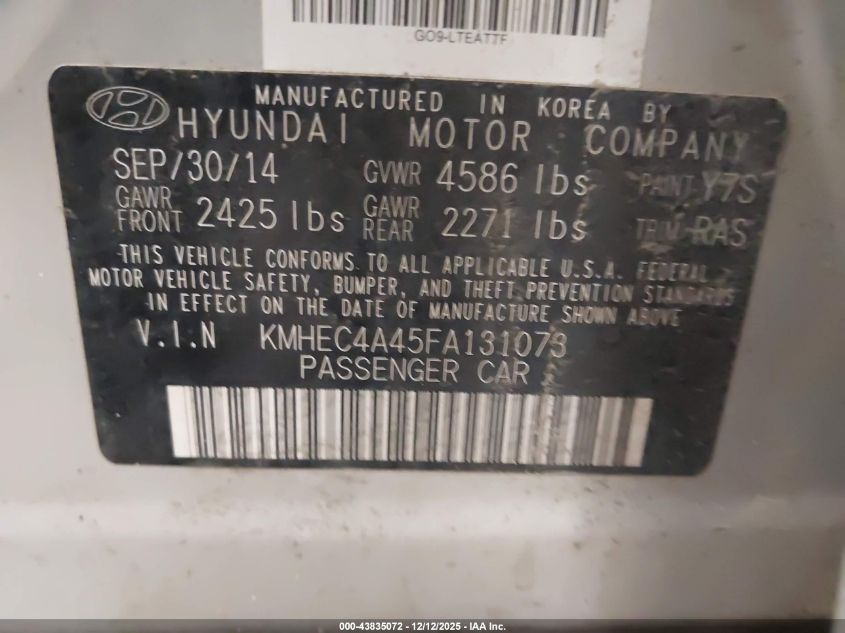 GO9-LTEATTF
MANUFACTURED IN KOREA BY
HYUNDAI MOTOR COMPANY
SEP/30/14 GVWR 4586 lbs PAINT Y7S
GAWR FRONT 2425 lbs GAWR REAR 2271 lbs TRIM RAS
THIS VEHICLE CONFORMS TO ALL APPLICABLE U.S.A. FEDERAL
MOTOR VEHICLE SAFETY, BUMPER, AND THEFT PREVENTION STANDARDS
IN EFFECT ON THE DATE OF MANUFACTURE SHOWN ABOVE
V.I.N KMHEC4A45FA131073
PASSENGER CAR
000-43835072 - 12/12/2025 - IAA Inc.